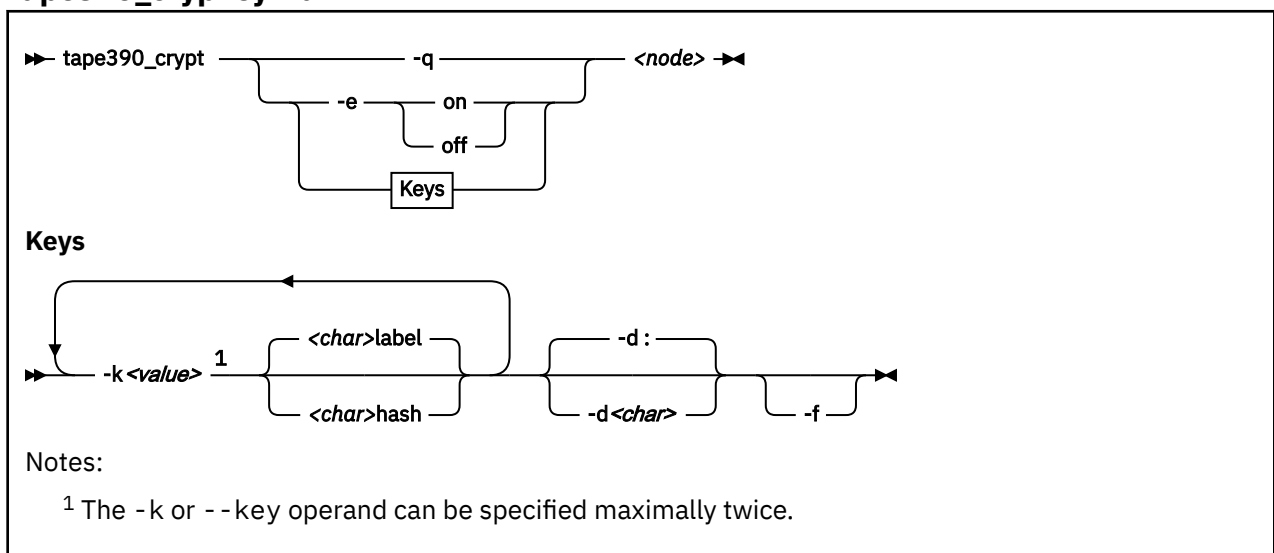 tape390_crypt -q <node>
-e on
off
Keys
Keys
<char>label -d :
-k<value> 1
<char>hash -d<char> -f
Notes:
1 The -k or --key operand can be specified maximally twice.